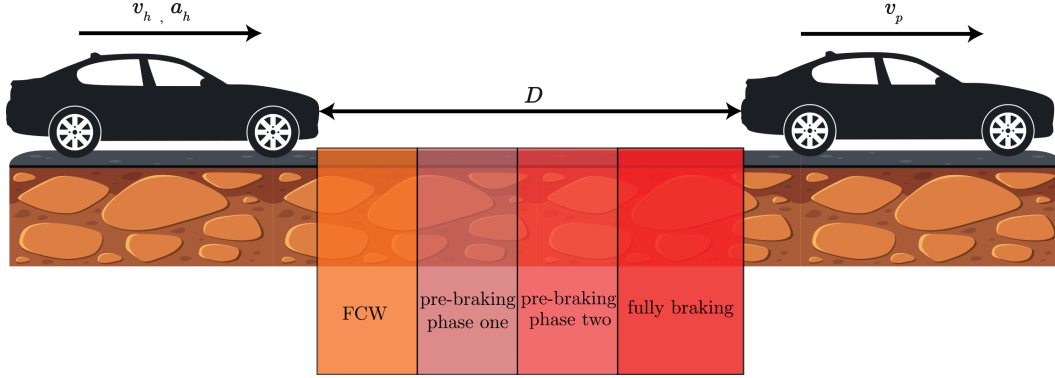 v_h , a_h
v_p
D
FCW
pre-braking
phase one
pre-braking
phase two
fully braking